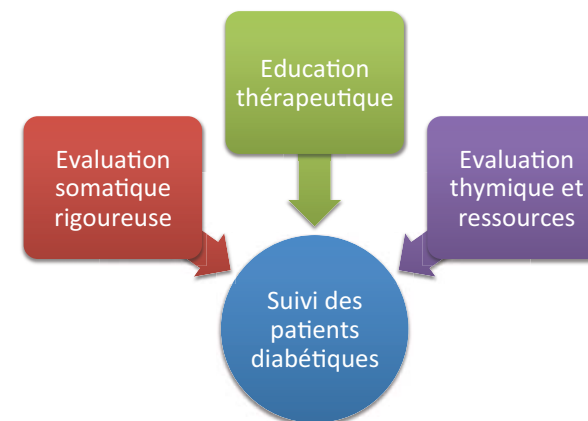 Education
thérapeutique
Evaluation
somatique
rigoureuse
Evaluation
thymique et
ressources
Suivi des
patients
diabétiques